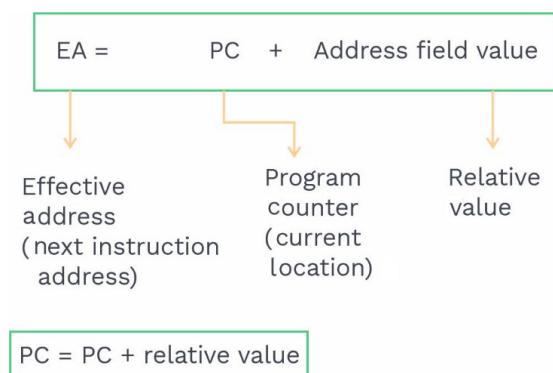 EA = PC + Address field value
Effective
address
(next instruction
address)
Program
counter
(current
location)
Relative
value
PC = PC + relative value